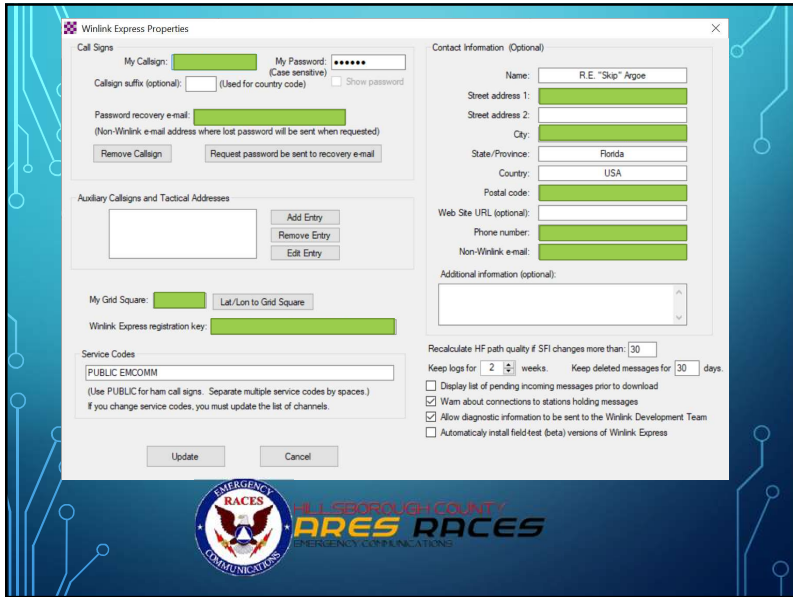 Winlink Express Properties
Call Signs
My Callsign:
My Password: ●●●●●●
(Case sensitive)
Callsign suffix (optional):
(Used for country code)
Show password
Password recovery e-mail:
(Non-Winlink e-mail address where lost password will be sent when requested)
Remove Callsign
Request password be sent to recovery e-mail
Auxiliary Callsigns and Tactical Addresses
Add Entry
Remove Entry
Edit Entry
My Grid Square:
Lat/Lon to Grid Square
Winlink Express registration key:
Service Codes
PUBLIC EMCOMM
(Use PUBLIC for ham call signs. Separate multiple service codes by spaces.)
If you change service codes, you must update the list of channels.
Update
Cancel
Contact Information (Optional)
Name: R.E. "Skip" Argoe
Street address 1:
Street address 2:
City:
State/Province: Florida
Country: USA
Postal code:
Web Site URL (optional):
Phone number:
Non-Winlink e-mail:
Additional information (optional):
Recalculate HF path quality if SFI changes more than: 30
Keep logs for 2 weeks. Keep deleted messages for 30 days.
Display list of pending incoming messages prior to download
Warn about connections to stations holding messages
Allow diagnostic information to be sent to the Winlink Development Team
Automaticaly install field-test (beta) versions of Winlink Express
EMERGENCY
RACES
COMMUNICATIONS
HILLSBOROUGH COUNTY
ARES RACES
EMERGENCY COMMUNICATIONS